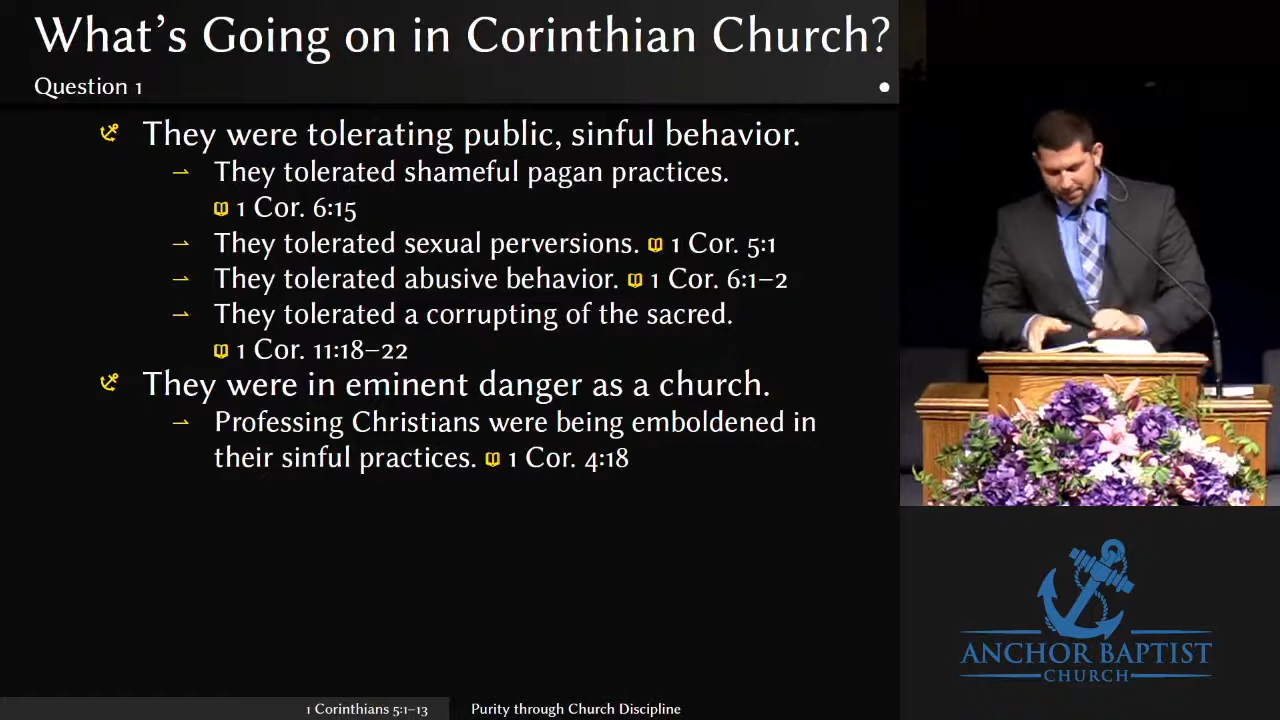 What's Going on in Corinthian Church?
Question 1
They were tolerating public, sinful behavior.
They tolerated shameful pagan practices.
1 Cor. 6:15
They tolerated sexual perversions. 1 Cor. 5:1
They tolerated abusive behavior. 1 Cor. 6:1–2
They tolerated a corrupting of the sacred.
1 Cor. 11:18–22
They were in eminent danger as a church.
Professing Christians were being emboldened in
their sinful practices. 1 Cor. 4:18
ANCHOR BAPTIST
CHURCH
1 Corinthians 5:1–13 Purity through Church Discipline